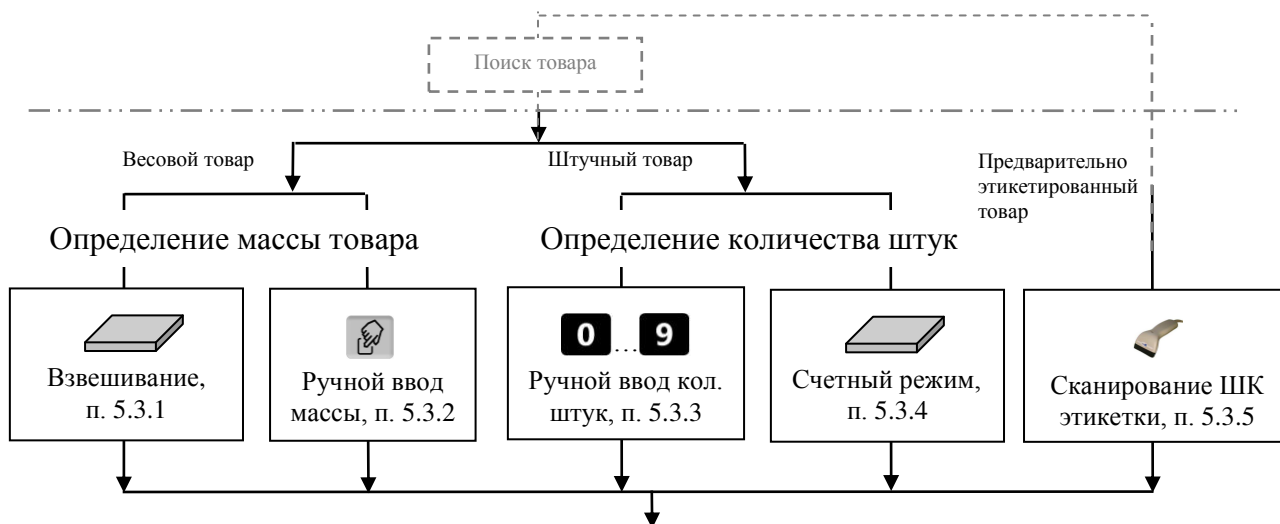 Поиск товара
Весовой товар
Штучный товар
Предварительно
этикетированный
товар
Определение массы товара
Определение количества штук
Взвешивание,
п. 5.3.1
Ручной ввод
массы, п. 5.3.2
0 … 9
Ручной ввод кол.
штук, п. 5.3.3
Счетный режим,
п. 5.3.4
Сканирование ШК
этикетки, п. 5.3.5